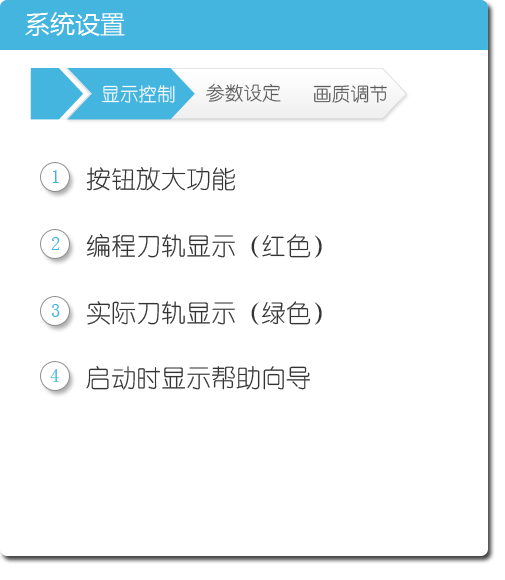 系统设置
显示控制 参数设定 画质调节
1 按钮放大功能
2 编程刀轨显示（红色）
3 实际刀轨显示（绿色）
4 启动时显示帮助向导